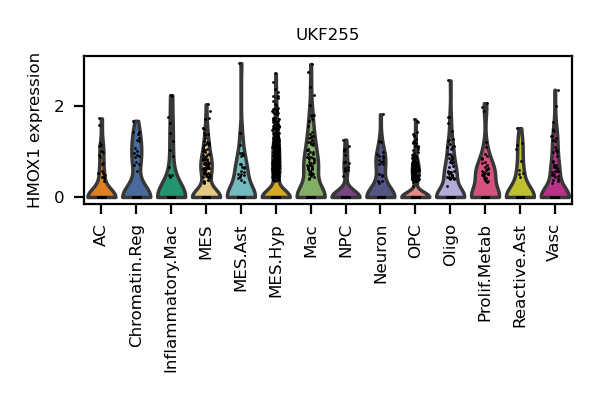 UKF255
HMOX1 expression
2
0
AC
Chromatin.Reg
Inflammatory.Mac
MES
MES.Ast
MES.Hyp
Mac
NPC
Neuron
OPC
Oligo
Prolif.Metab
Reactive.Ast
Vasc